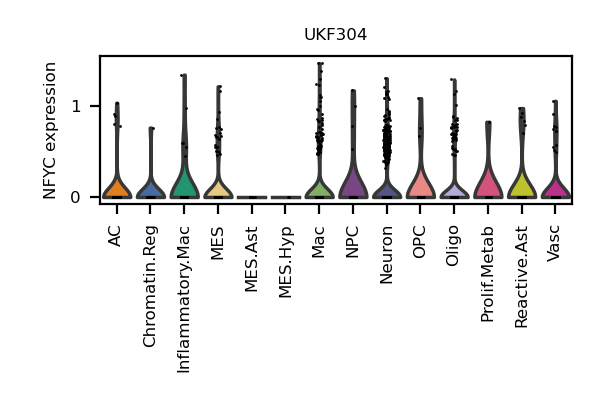 UKF304
NFYC expression
1
0
AC
Chromatin.Reg
Inflammatory.Mac
MES
MES.Ast
MES.Hyp
Mac
NPC
Neuron
OPC
Oligo
Prolif.Metab
Reactive.Ast
Vasc